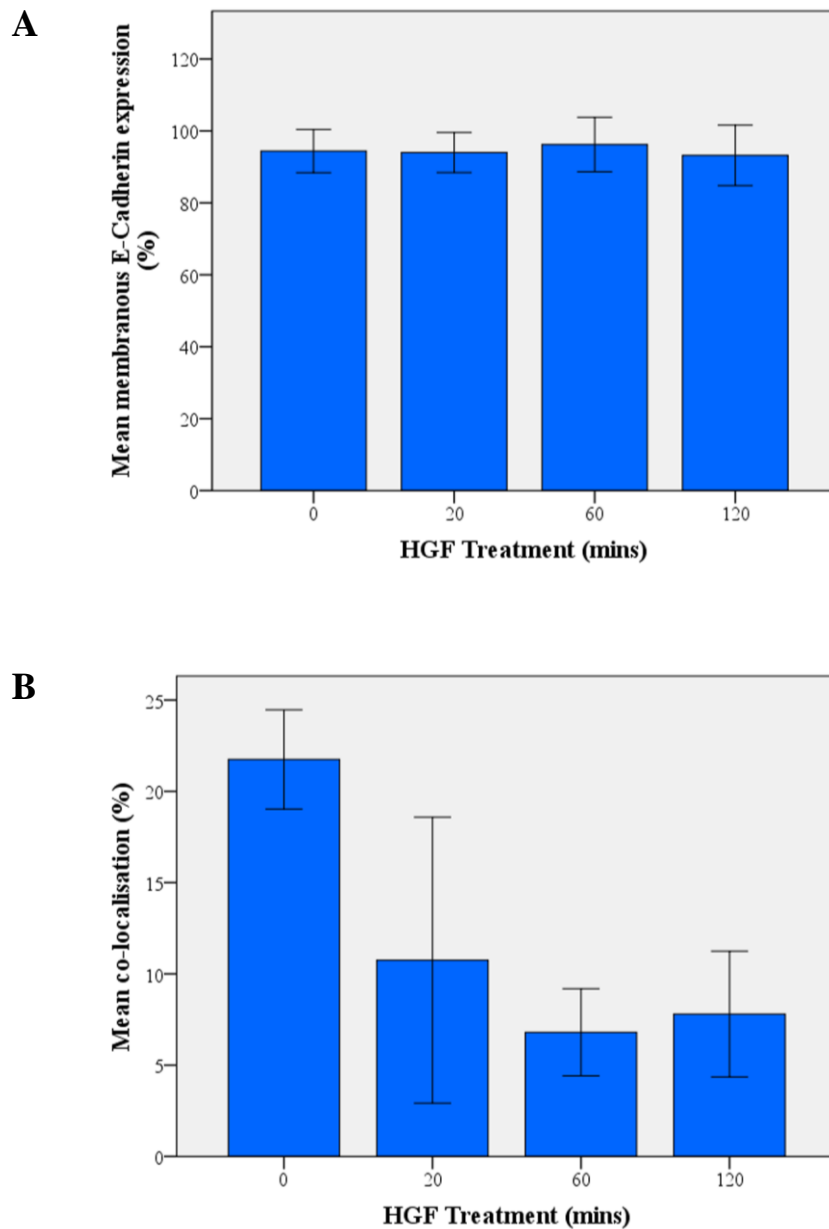 A
Mean membranous E-Cadherin expression
(%)
120
100
80
60
40
20
0
0 20 60 120
HGF Treatment (mins)
B
Mean co-localisation (%)
25
20
15
10
5
0
0 20 60 120
HGF Treatment (mins)